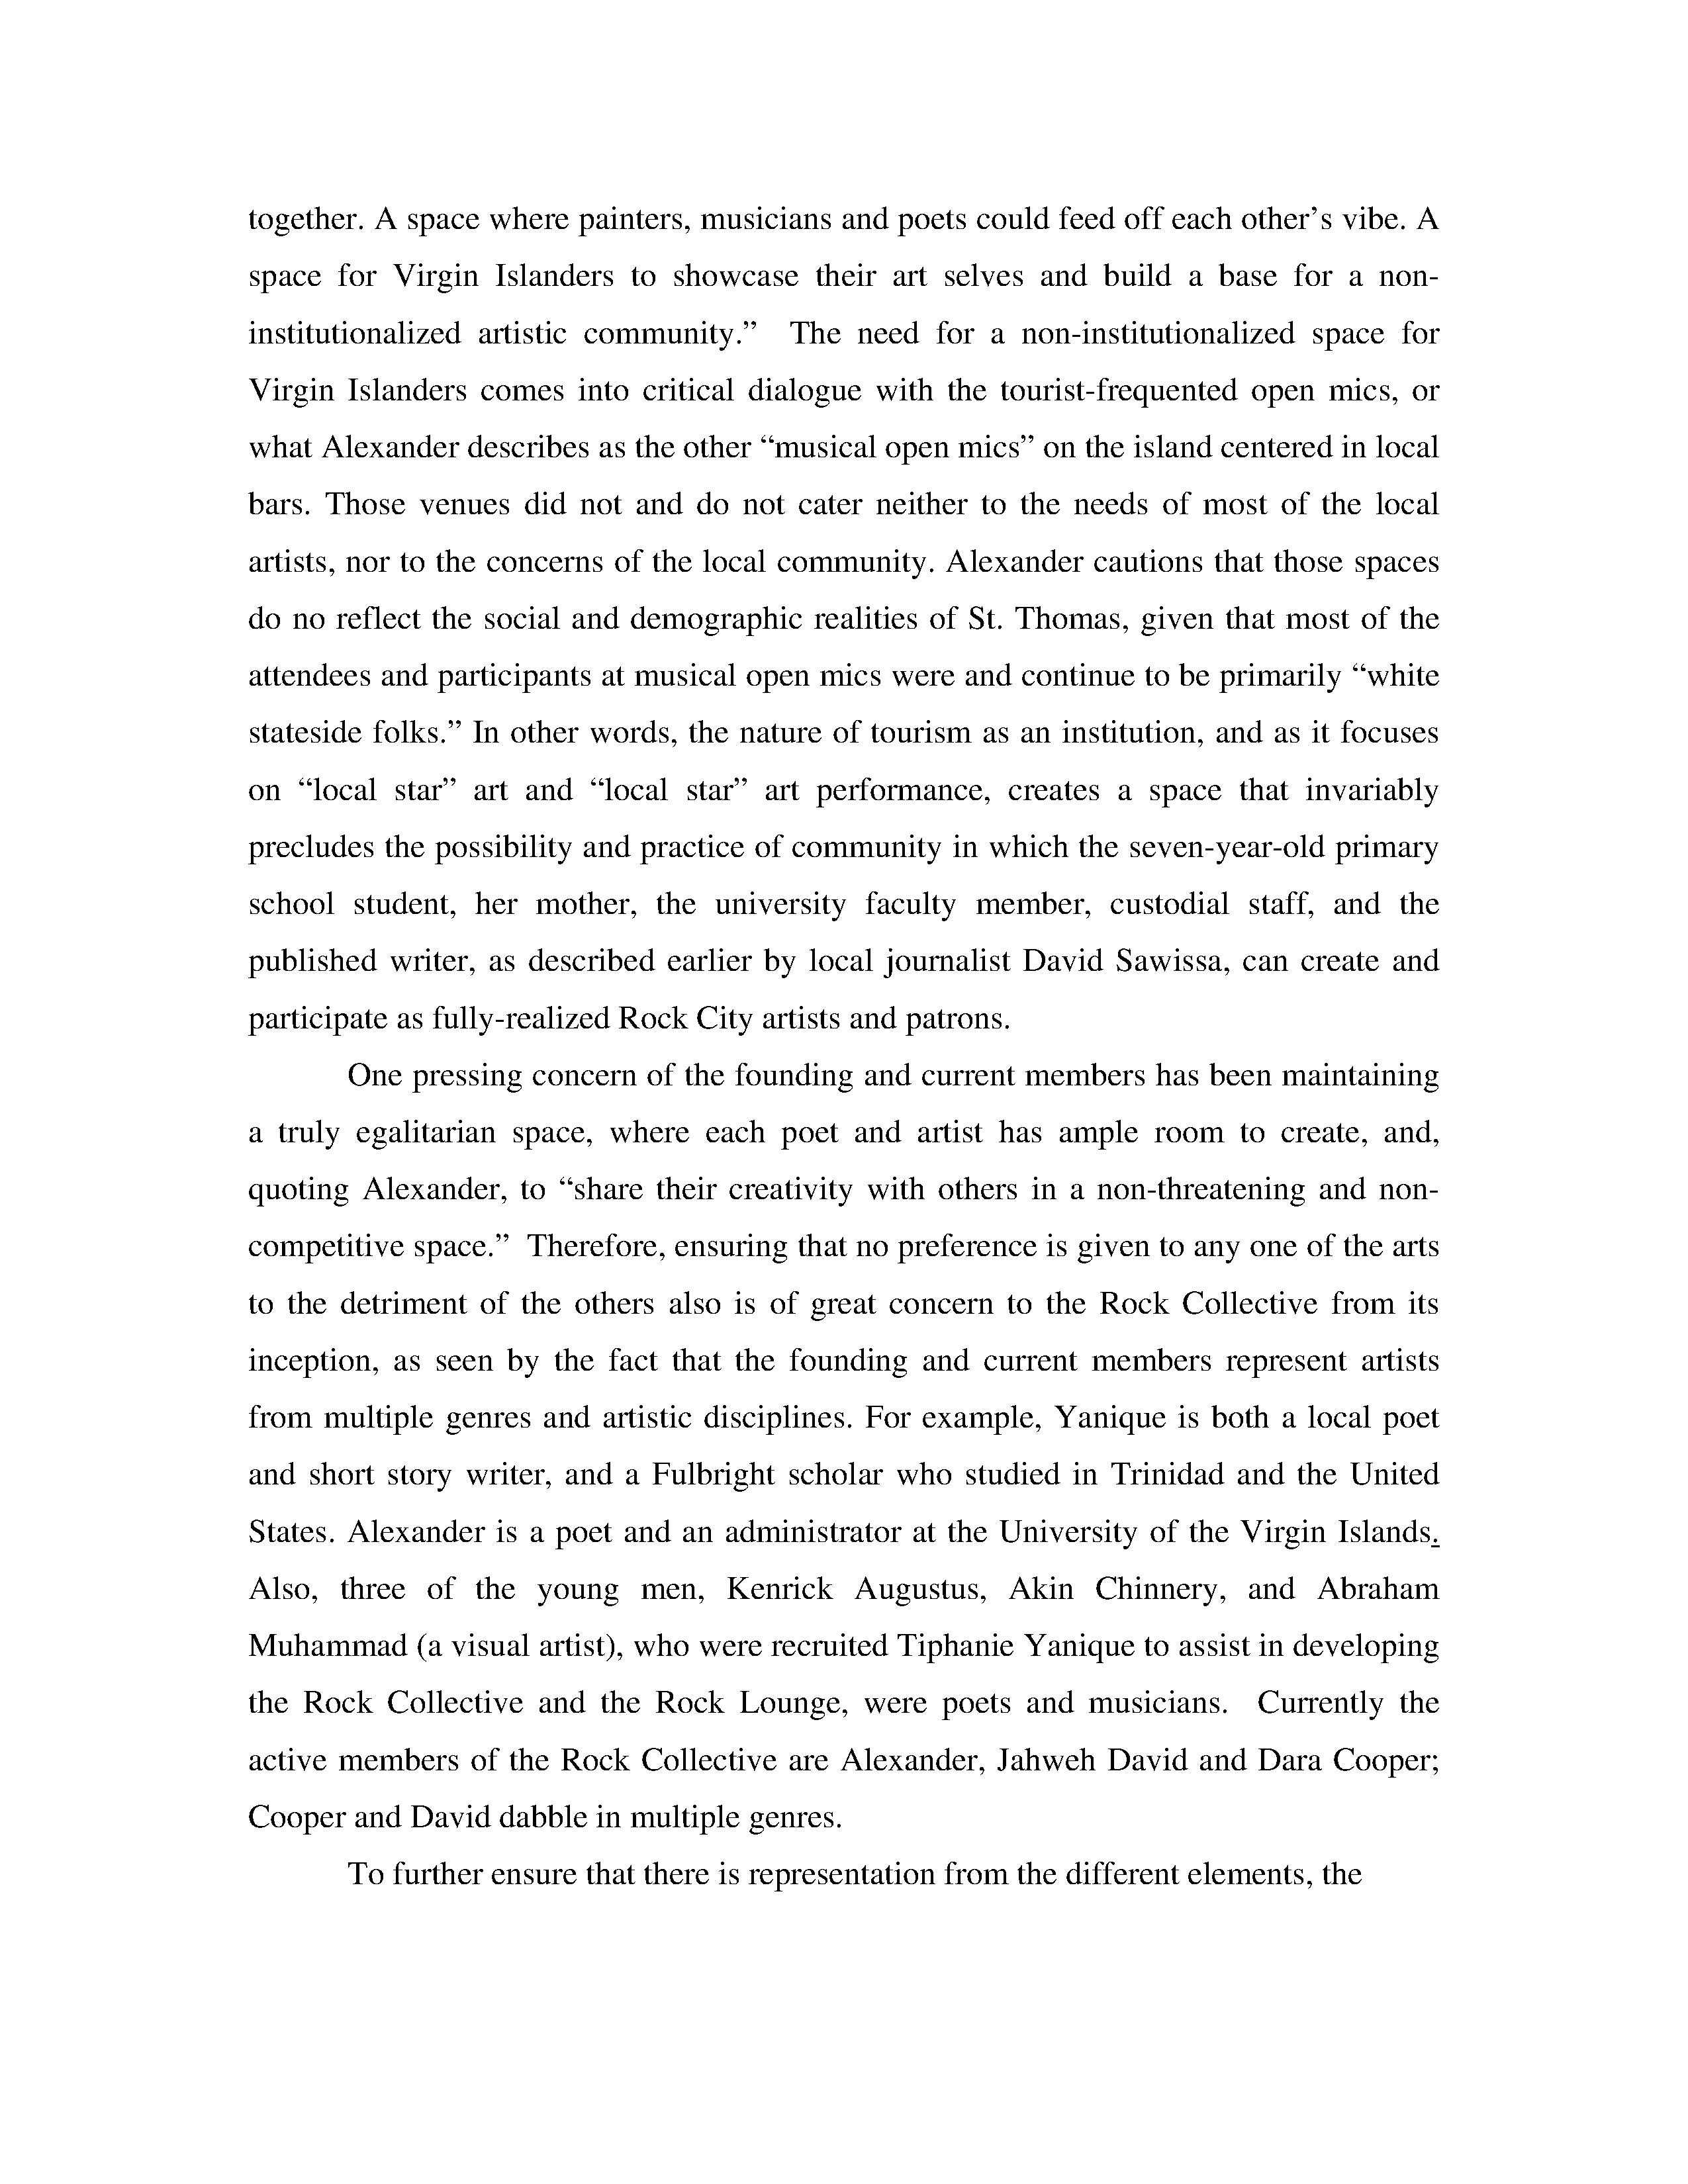 together. A space where painters, musicians and poets could feed off each other’s vibe. A
space for Virgin Islanders to showcase their art selves and build a base for a non-
institutionalized artistic community.”  The need for a non-institutionalized space for
Virgin Islanders comes into critical dialogue with the tourist-frequented open mics, or
what Alexander describes as the other “musical open mics” on the island centered in local
bars. Those venues did not and do not cater neither to the needs of most of the local
artists, nor to the concerns of the local community. Alexander cautions that those spaces
do no reflect the social and demographic realities of St. Thomas, given that most of the
attendees and participants at musical open mics were and continue to be primarily “white
stateside folks.” In other words, the nature of tourism as an institution, and as it focuses
on “local star” art and “local star” art performance, creates a space that invariably
precludes the possibility and practice of community in which the seven-year-old primary
school student, her mother, the university faculty member, custodial staff, and the
published writer, as described earlier by local journalist David Sawissa, can create and
participate as fully-realized Rock City artists and patrons.
One pressing concern of the founding and current members has been maintaining
a truly egalitarian space, where each poet and artist has ample room to create, and,
quoting Alexander, to “share their creativity with others in a non-threatening and non-
competitive space.”  Therefore, ensuring that no preference is given to any one of the arts
to the detriment of the others also is of great concern to the Rock Collective from its
inception, as seen by the fact that the founding and current members represent artists
from multiple genres and artistic disciplines. For example, Yanique is both a local poet
and short story writer, and a Fulbright scholar who studied in Trinidad and the United
States. Alexander is a poet and an administrator at the University of the Virgin Islands.
Also, three of the young men, Kenrick Augustus, Akin Chinnery, and Abraham
Muhammad (a visual artist), who were recruited Tiphanie Yanique to assist in developing
the Rock Collective and the Rock Lounge, were poets and musicians.  Currently the
active members of the Rock Collective are Alexander, Jahweh David and Dara Cooper;
Cooper and David dabble in multiple genres.
To further ensure that there is representation from the different elements, the